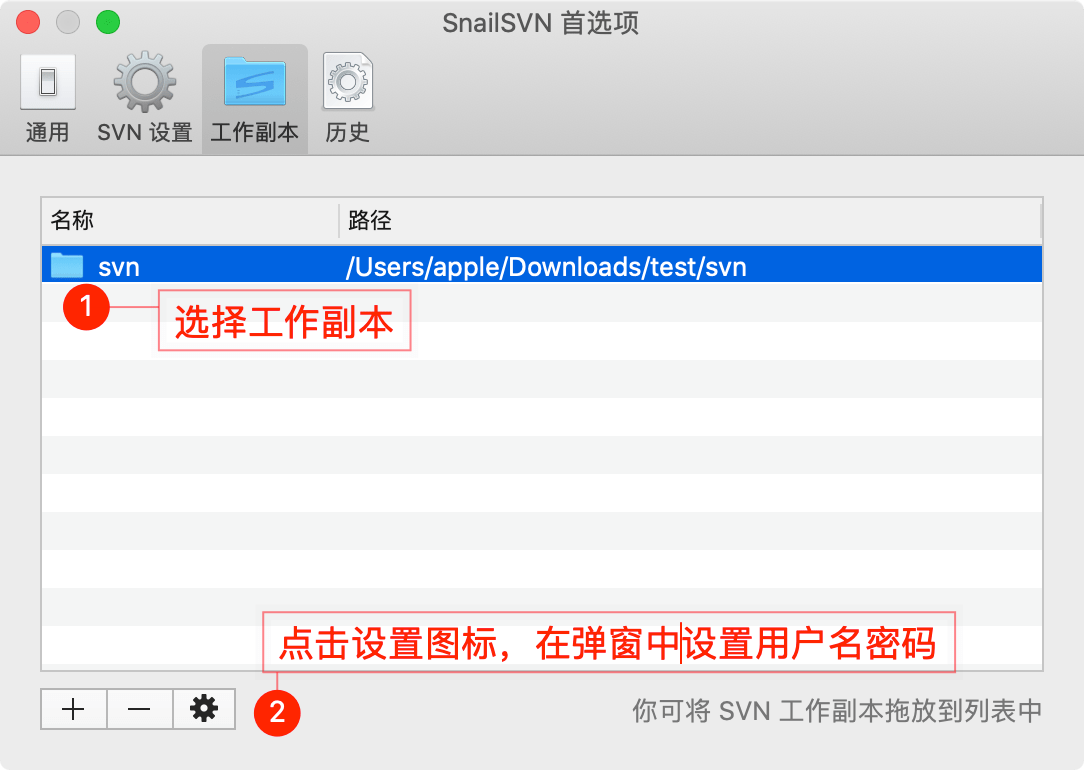 SnailSVN 首选项
通用 SVN 设置 工作副本 历史
名称 路径
svn /Users/apple/Downloads/test/svn
1 选择工作副本
点击设置图标，在弹窗中设置用户名密码
2 你可将 SVN 工作副本拖放到列表中